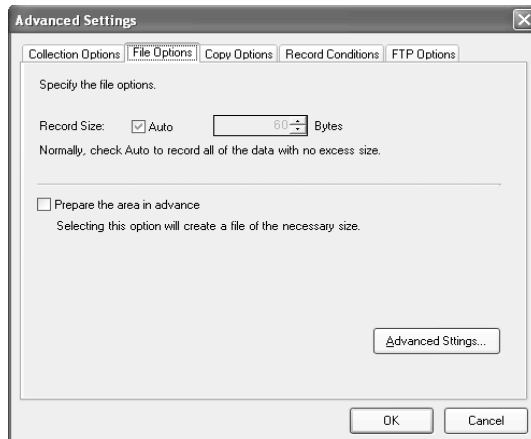 Advanced Settings
Collection Options File Options Copy Options Record Conditions FTP Options
Specify the file options.
Record Size: Auto 60 Bytes
Normally, check Auto to record all of the data with no excess size.
Prepare the area in advance
Selecting this option will create a file of the necessary size.
Advanced Sttings...
OK Cancel